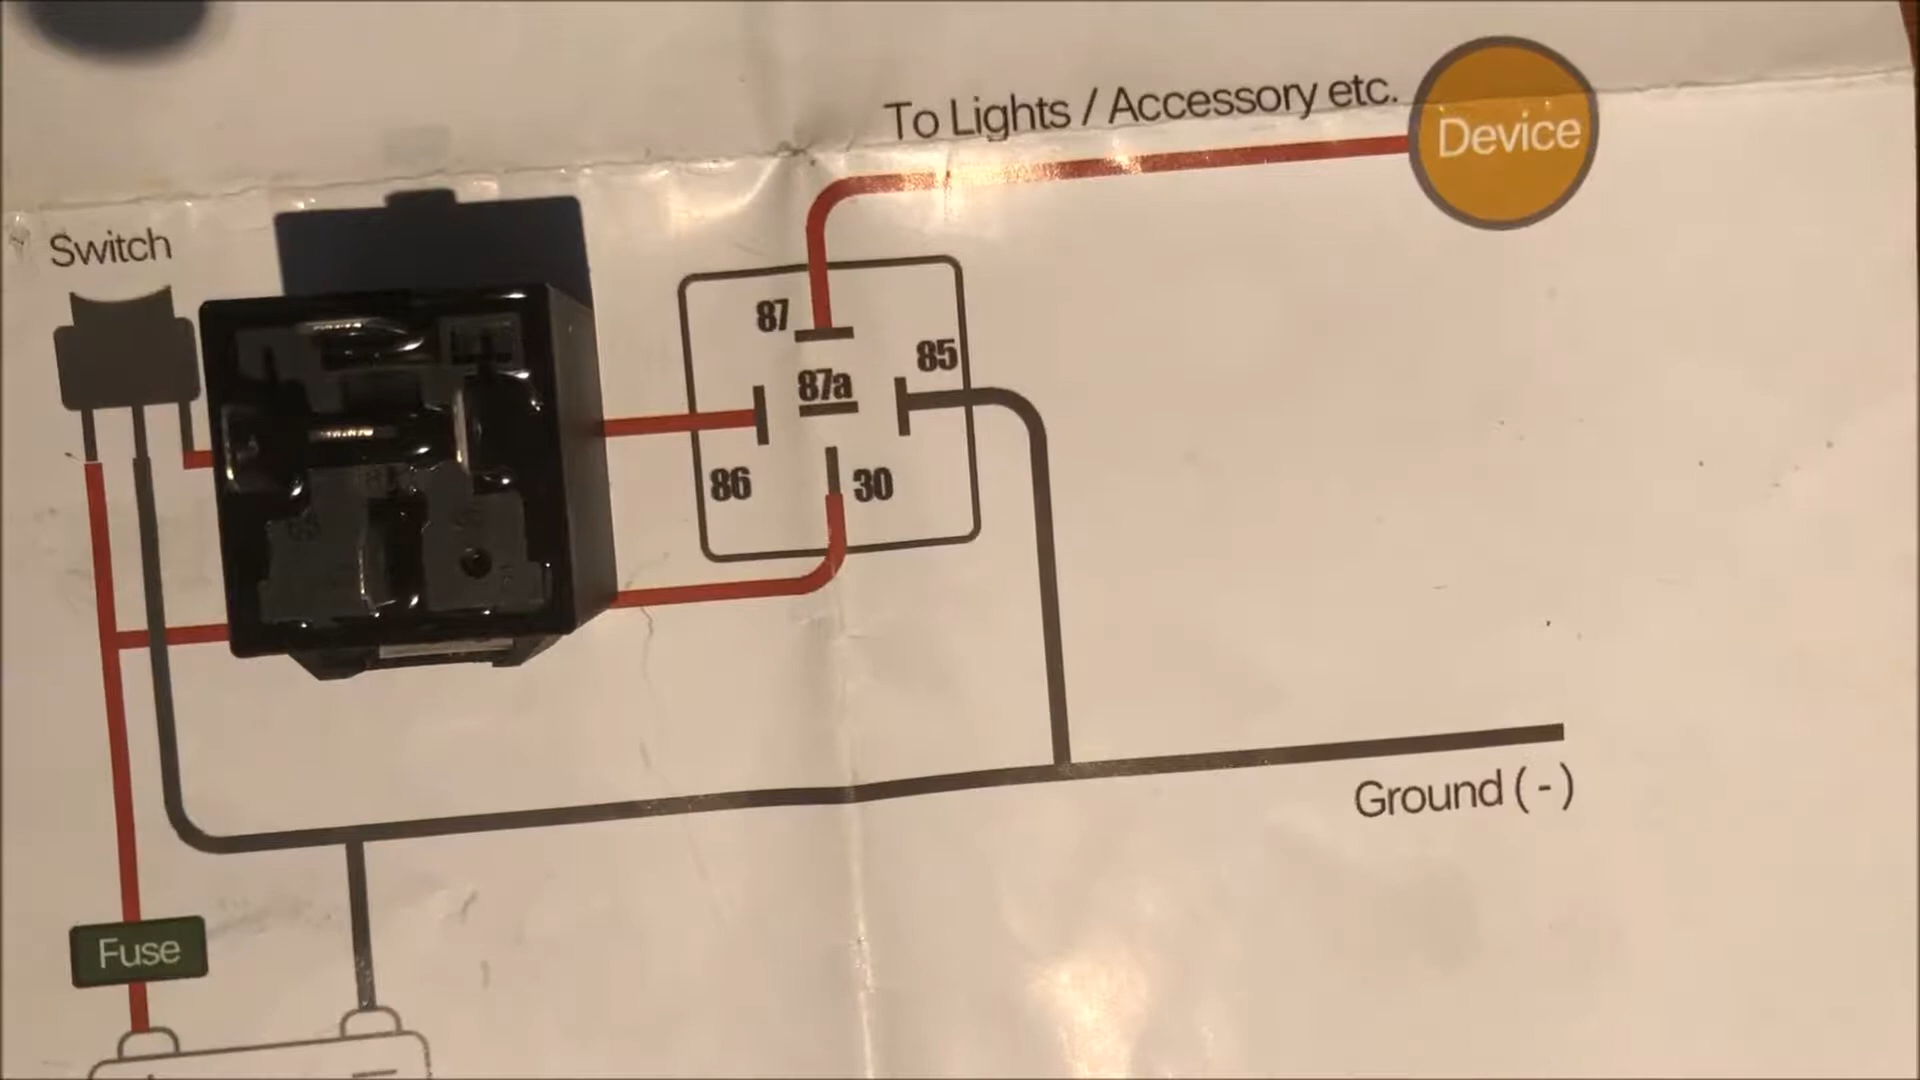 To Lights / Accessory etc.
Device
Switch
87
85
87a
86
30
Ground (-)
Fuse